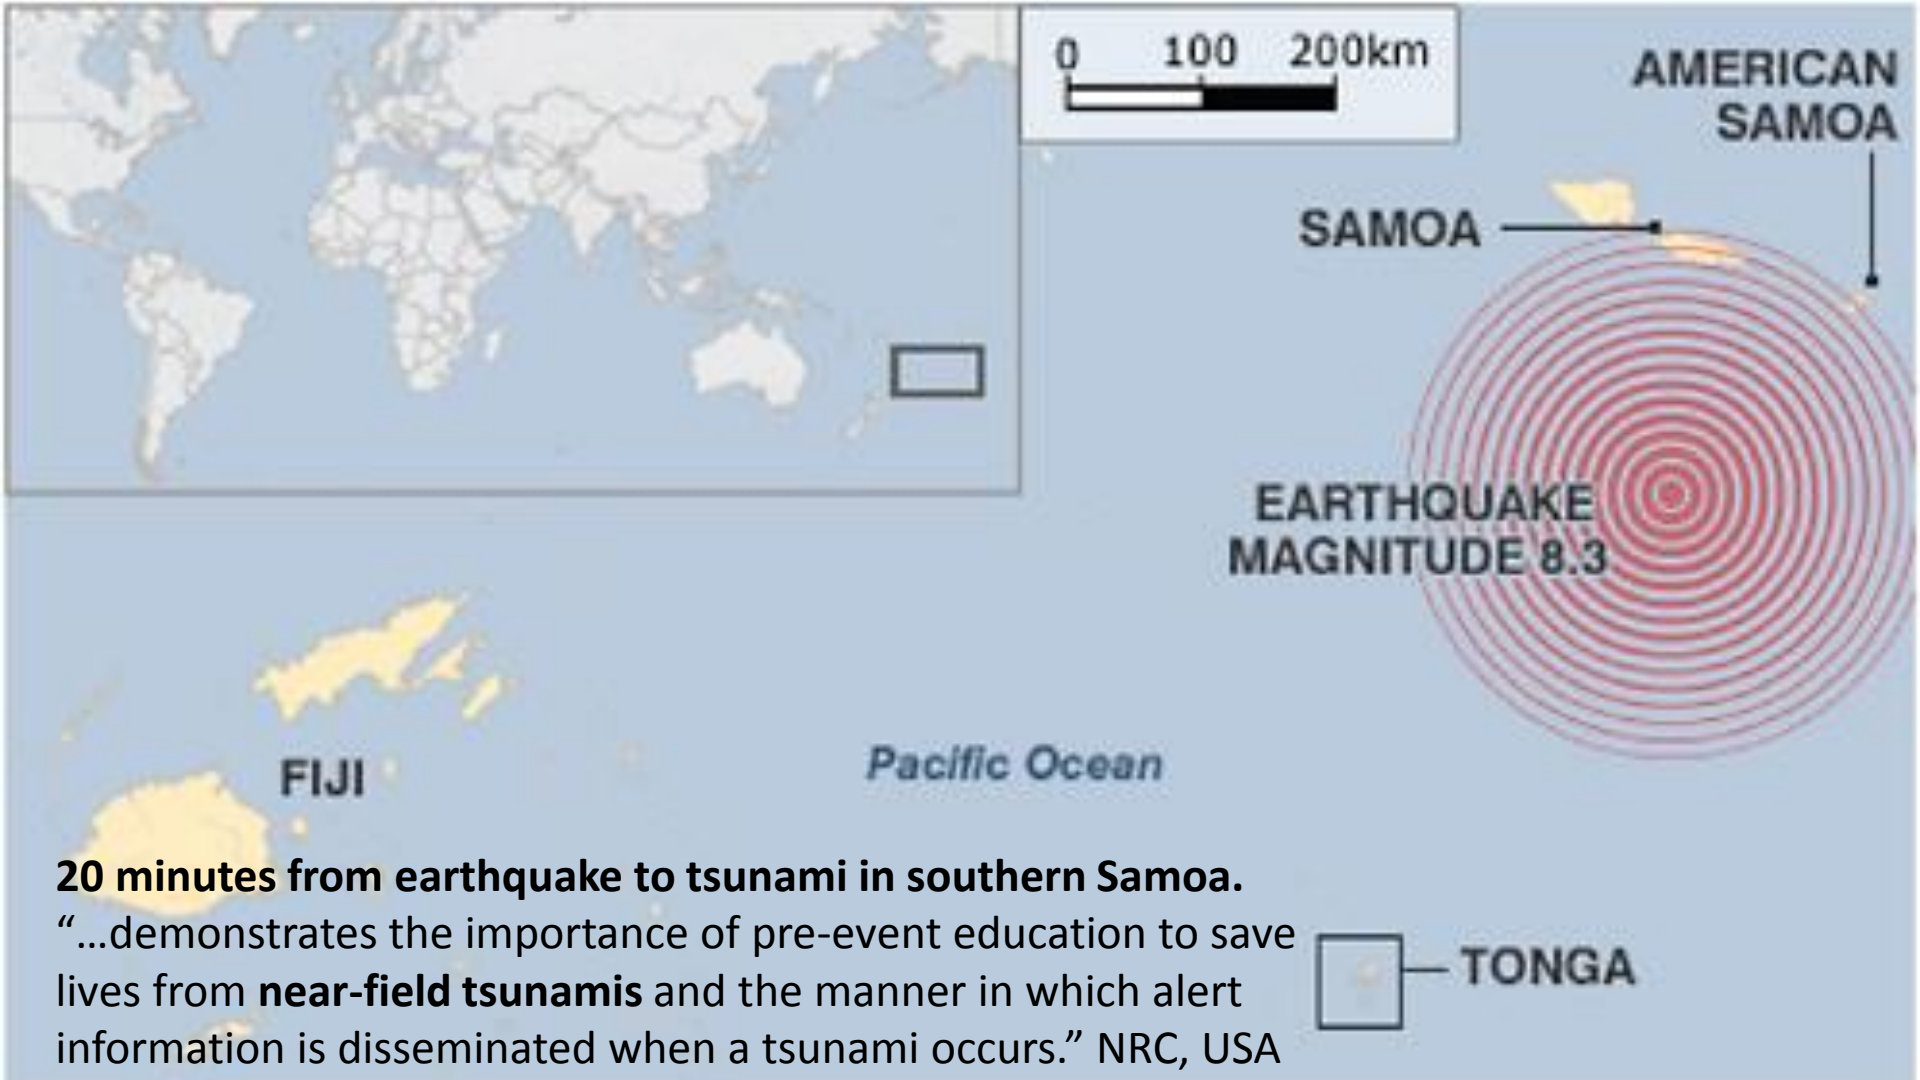 0 100 200km
AMERICAN
SAMOA
SAMOA
EARTHQUAKE
MAGNITUDE 8.3
FIJI
Pacific Ocean
20 minutes from earthquake to tsunami in southern Samoa.
“...demonstrates the importance of pre-event education to save
lives from near-field tsunamis and the manner in which alert
information is disseminated when a tsunami occurs.” NRC, USA
TONGA